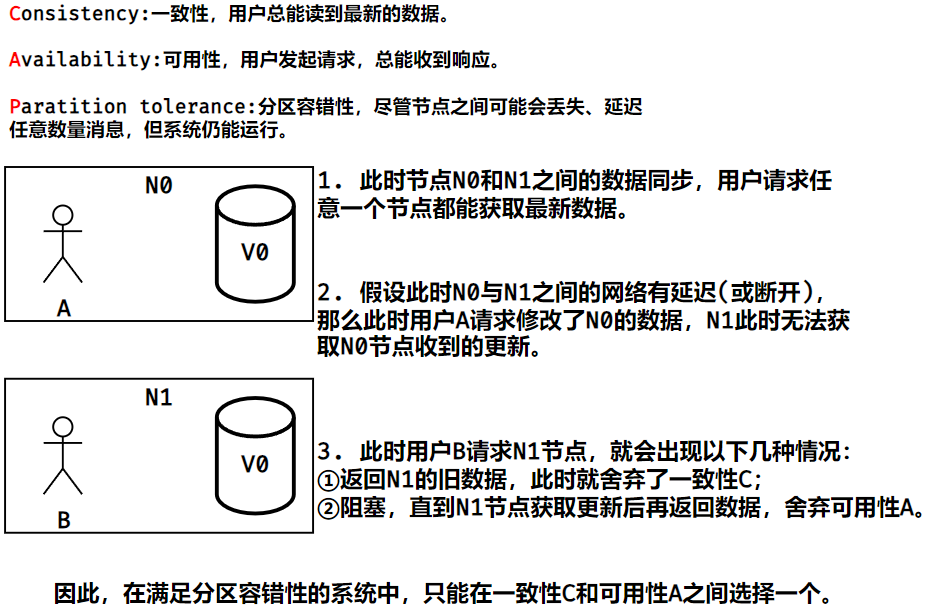 Consistency:一致性，用户总能读到最新的数据。
Availability:可用性，用户发起请求，总能收到响应。
Paratition tolerance:分区容错性，尽管节点之间可能会丢失、延迟
任意数量消息，但系统仍能运行。
N0
V0
A
1. 此时节点N0和N1之间的数据同步，用户请求任
意一个节点都能获取最新数据。
2. 假设此时N0与N1之间的网络有延迟(或断开)，
那么此时用户A请求修改了N0的数据，N1此时无法获
取N0节点收到的更新。
N1
V0
B
3. 此时用户B请求N1节点，就会出现以下几种情况：
①返回N1的旧数据，此时就舍弃了一致性C；
②阻塞，直到N1节点获取更新后再返回数据，舍弃可用性A。
因此，在满足分区容错性的系统中，只能在一致性C和可用性A之间选择一个。